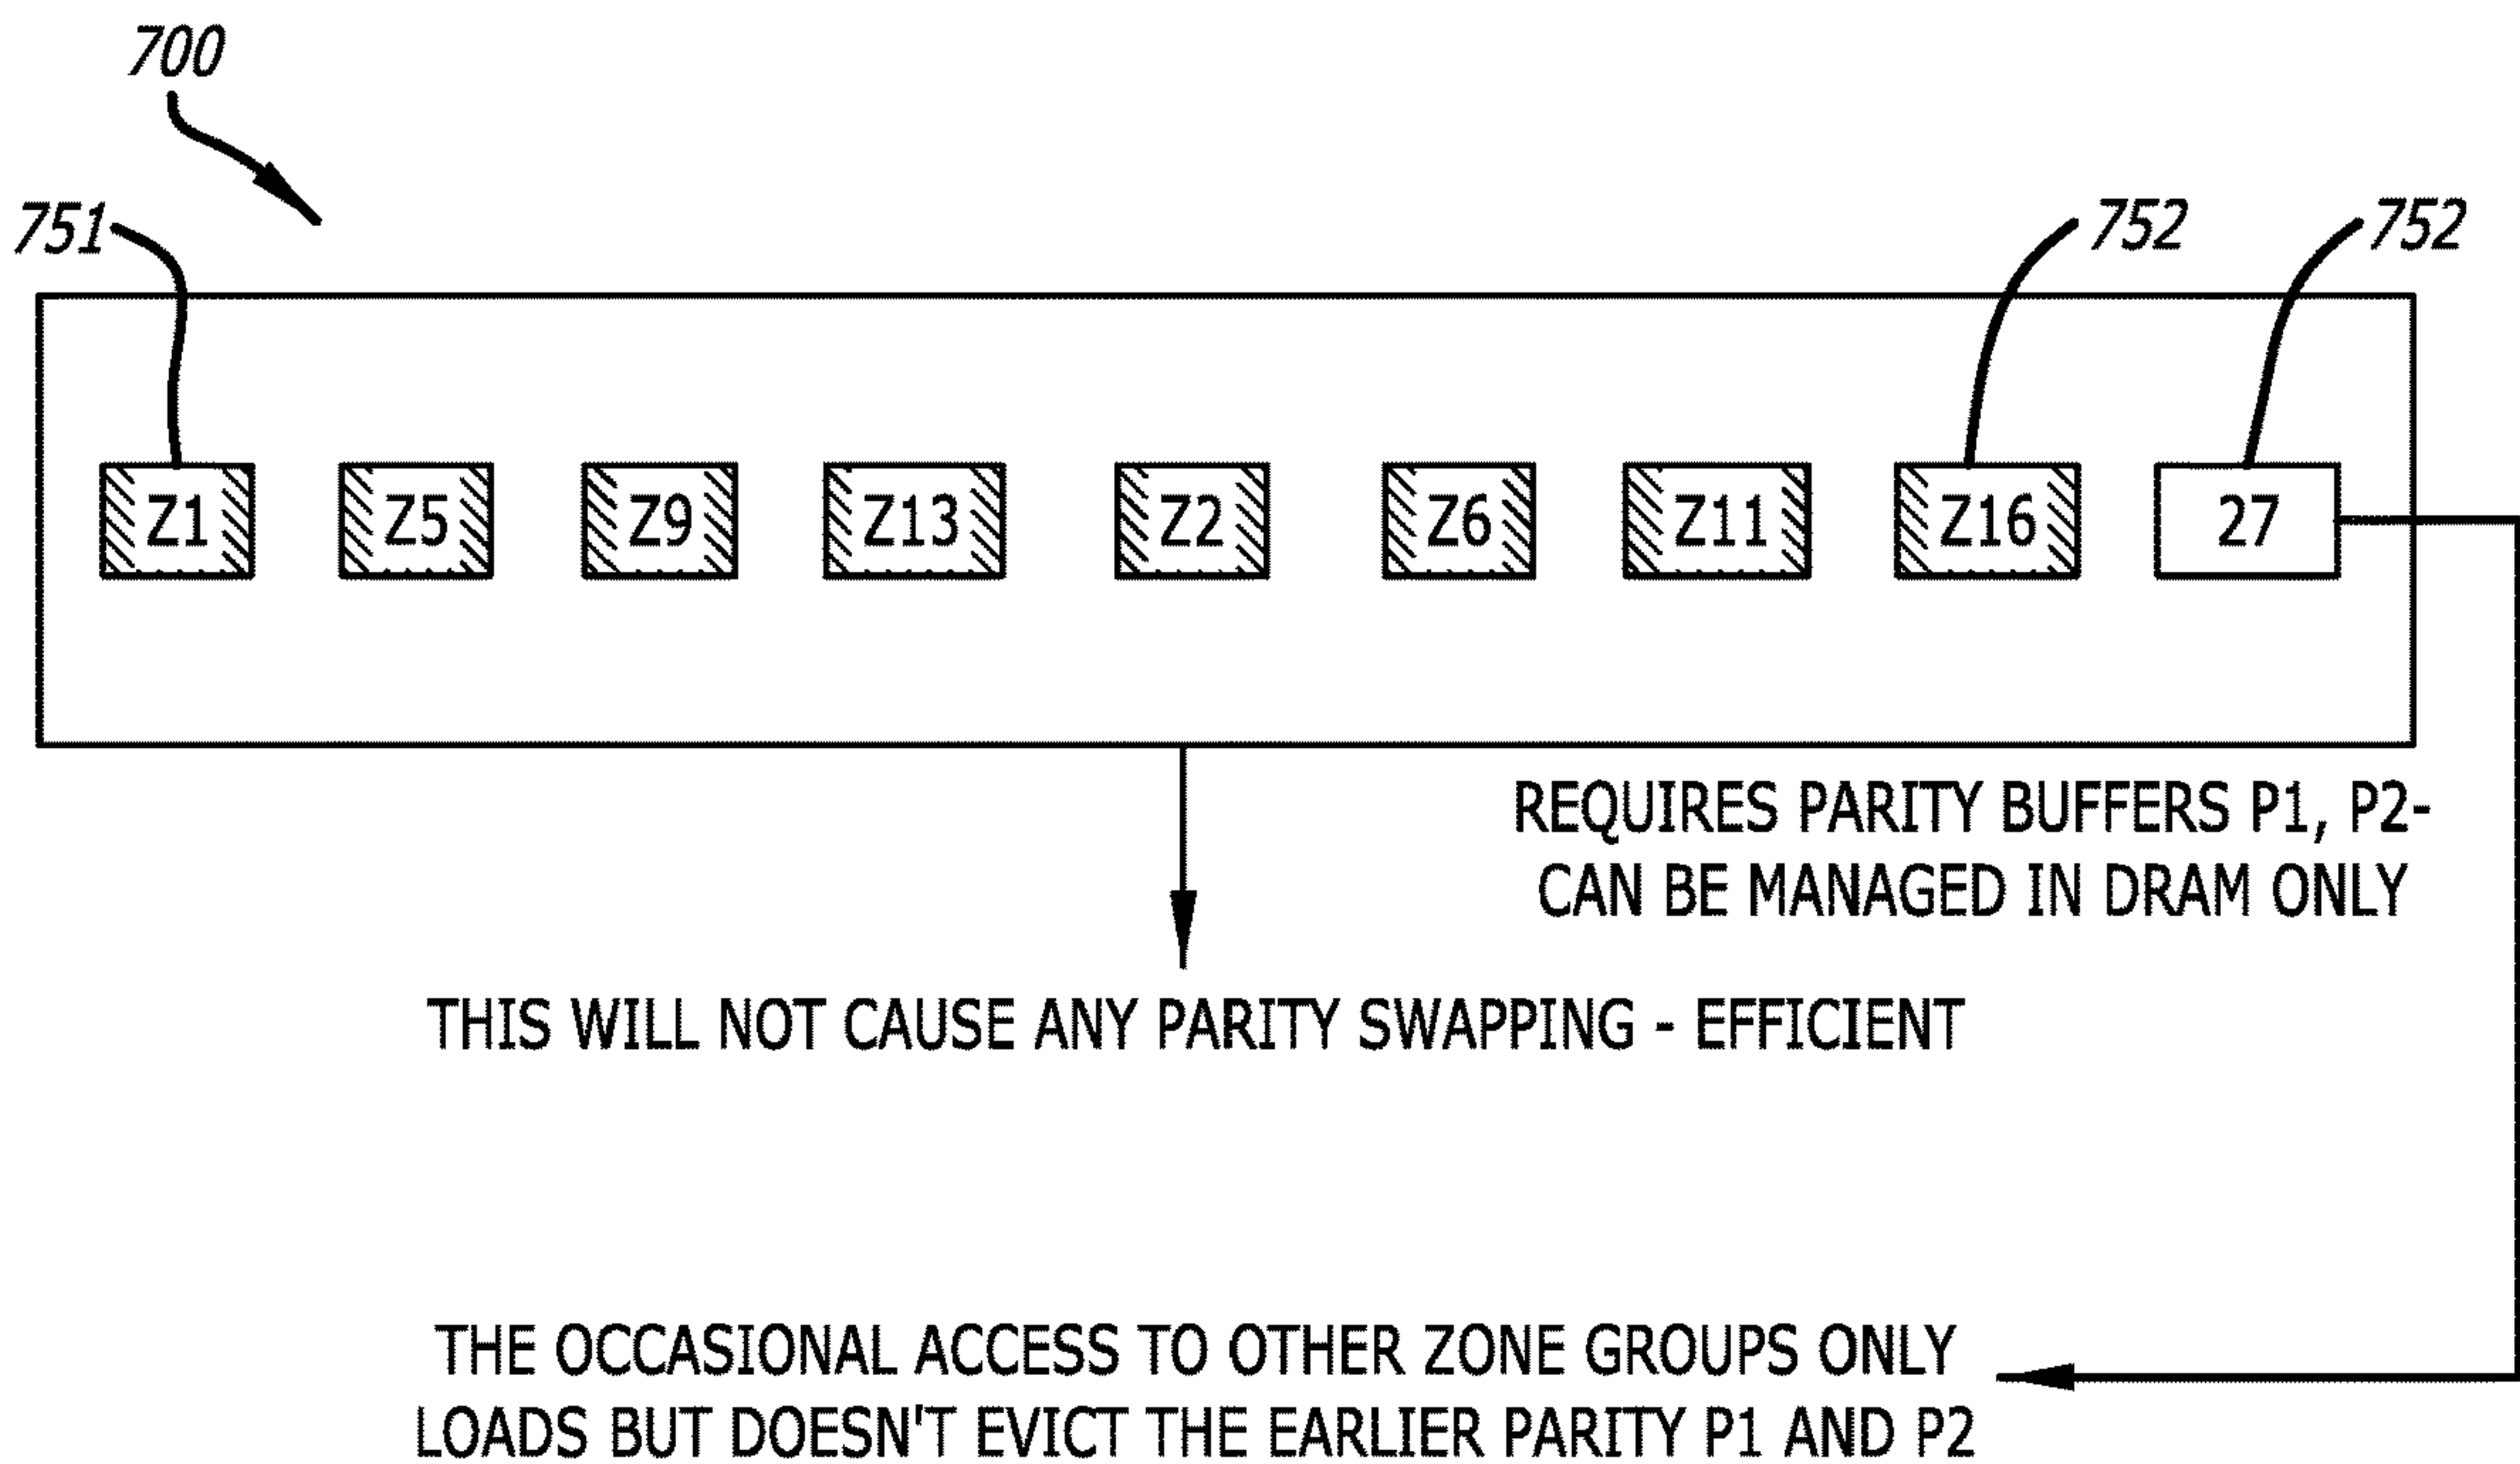 700
751
752
752
Z1 Z5 Z9 Z13 Z2 Z6 Z11 Z16 27
REQUIRES PARITY BUFFERS P1, P2-
CAN BE MANAGED IN DRAM ONLY
THIS WILL NOT CAUSE ANY PARITY SWAPPING - EFFICIENT
THE OCCASIONAL ACCESS TO OTHER ZONE GROUPS ONLY
LOADS BUT DOESN'T EVICT THE EARLIER PARITY P1 AND P2